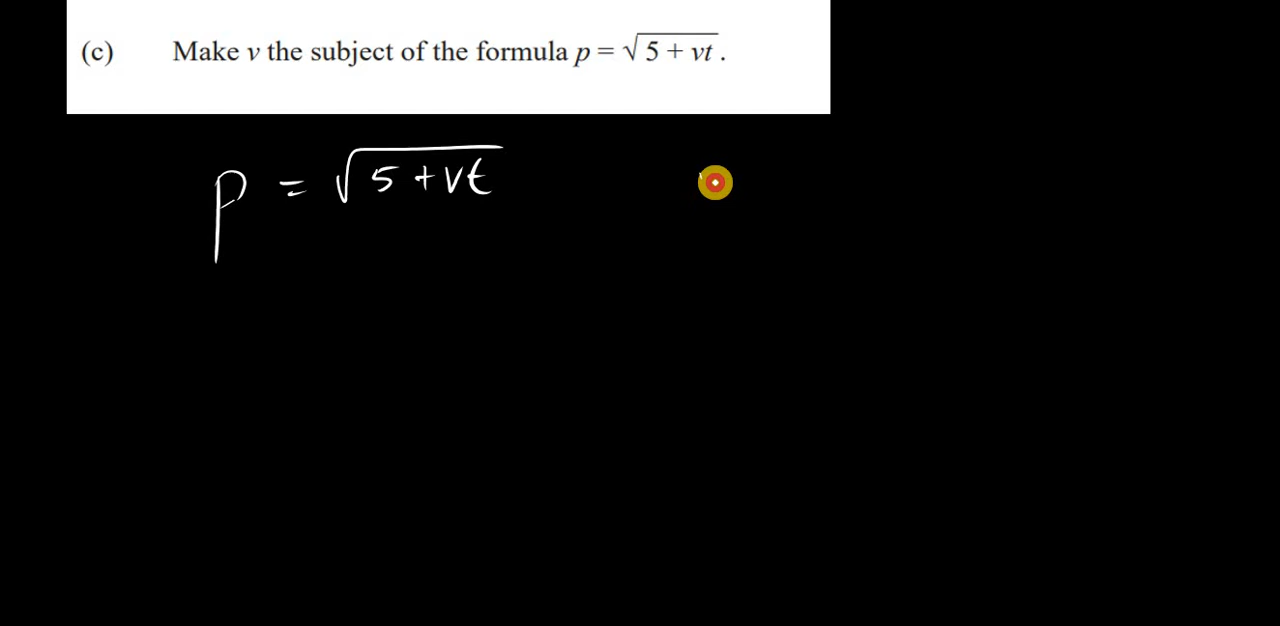 (c) Make v the subject of the formula p = √5 + vt .
p = √5 + vt